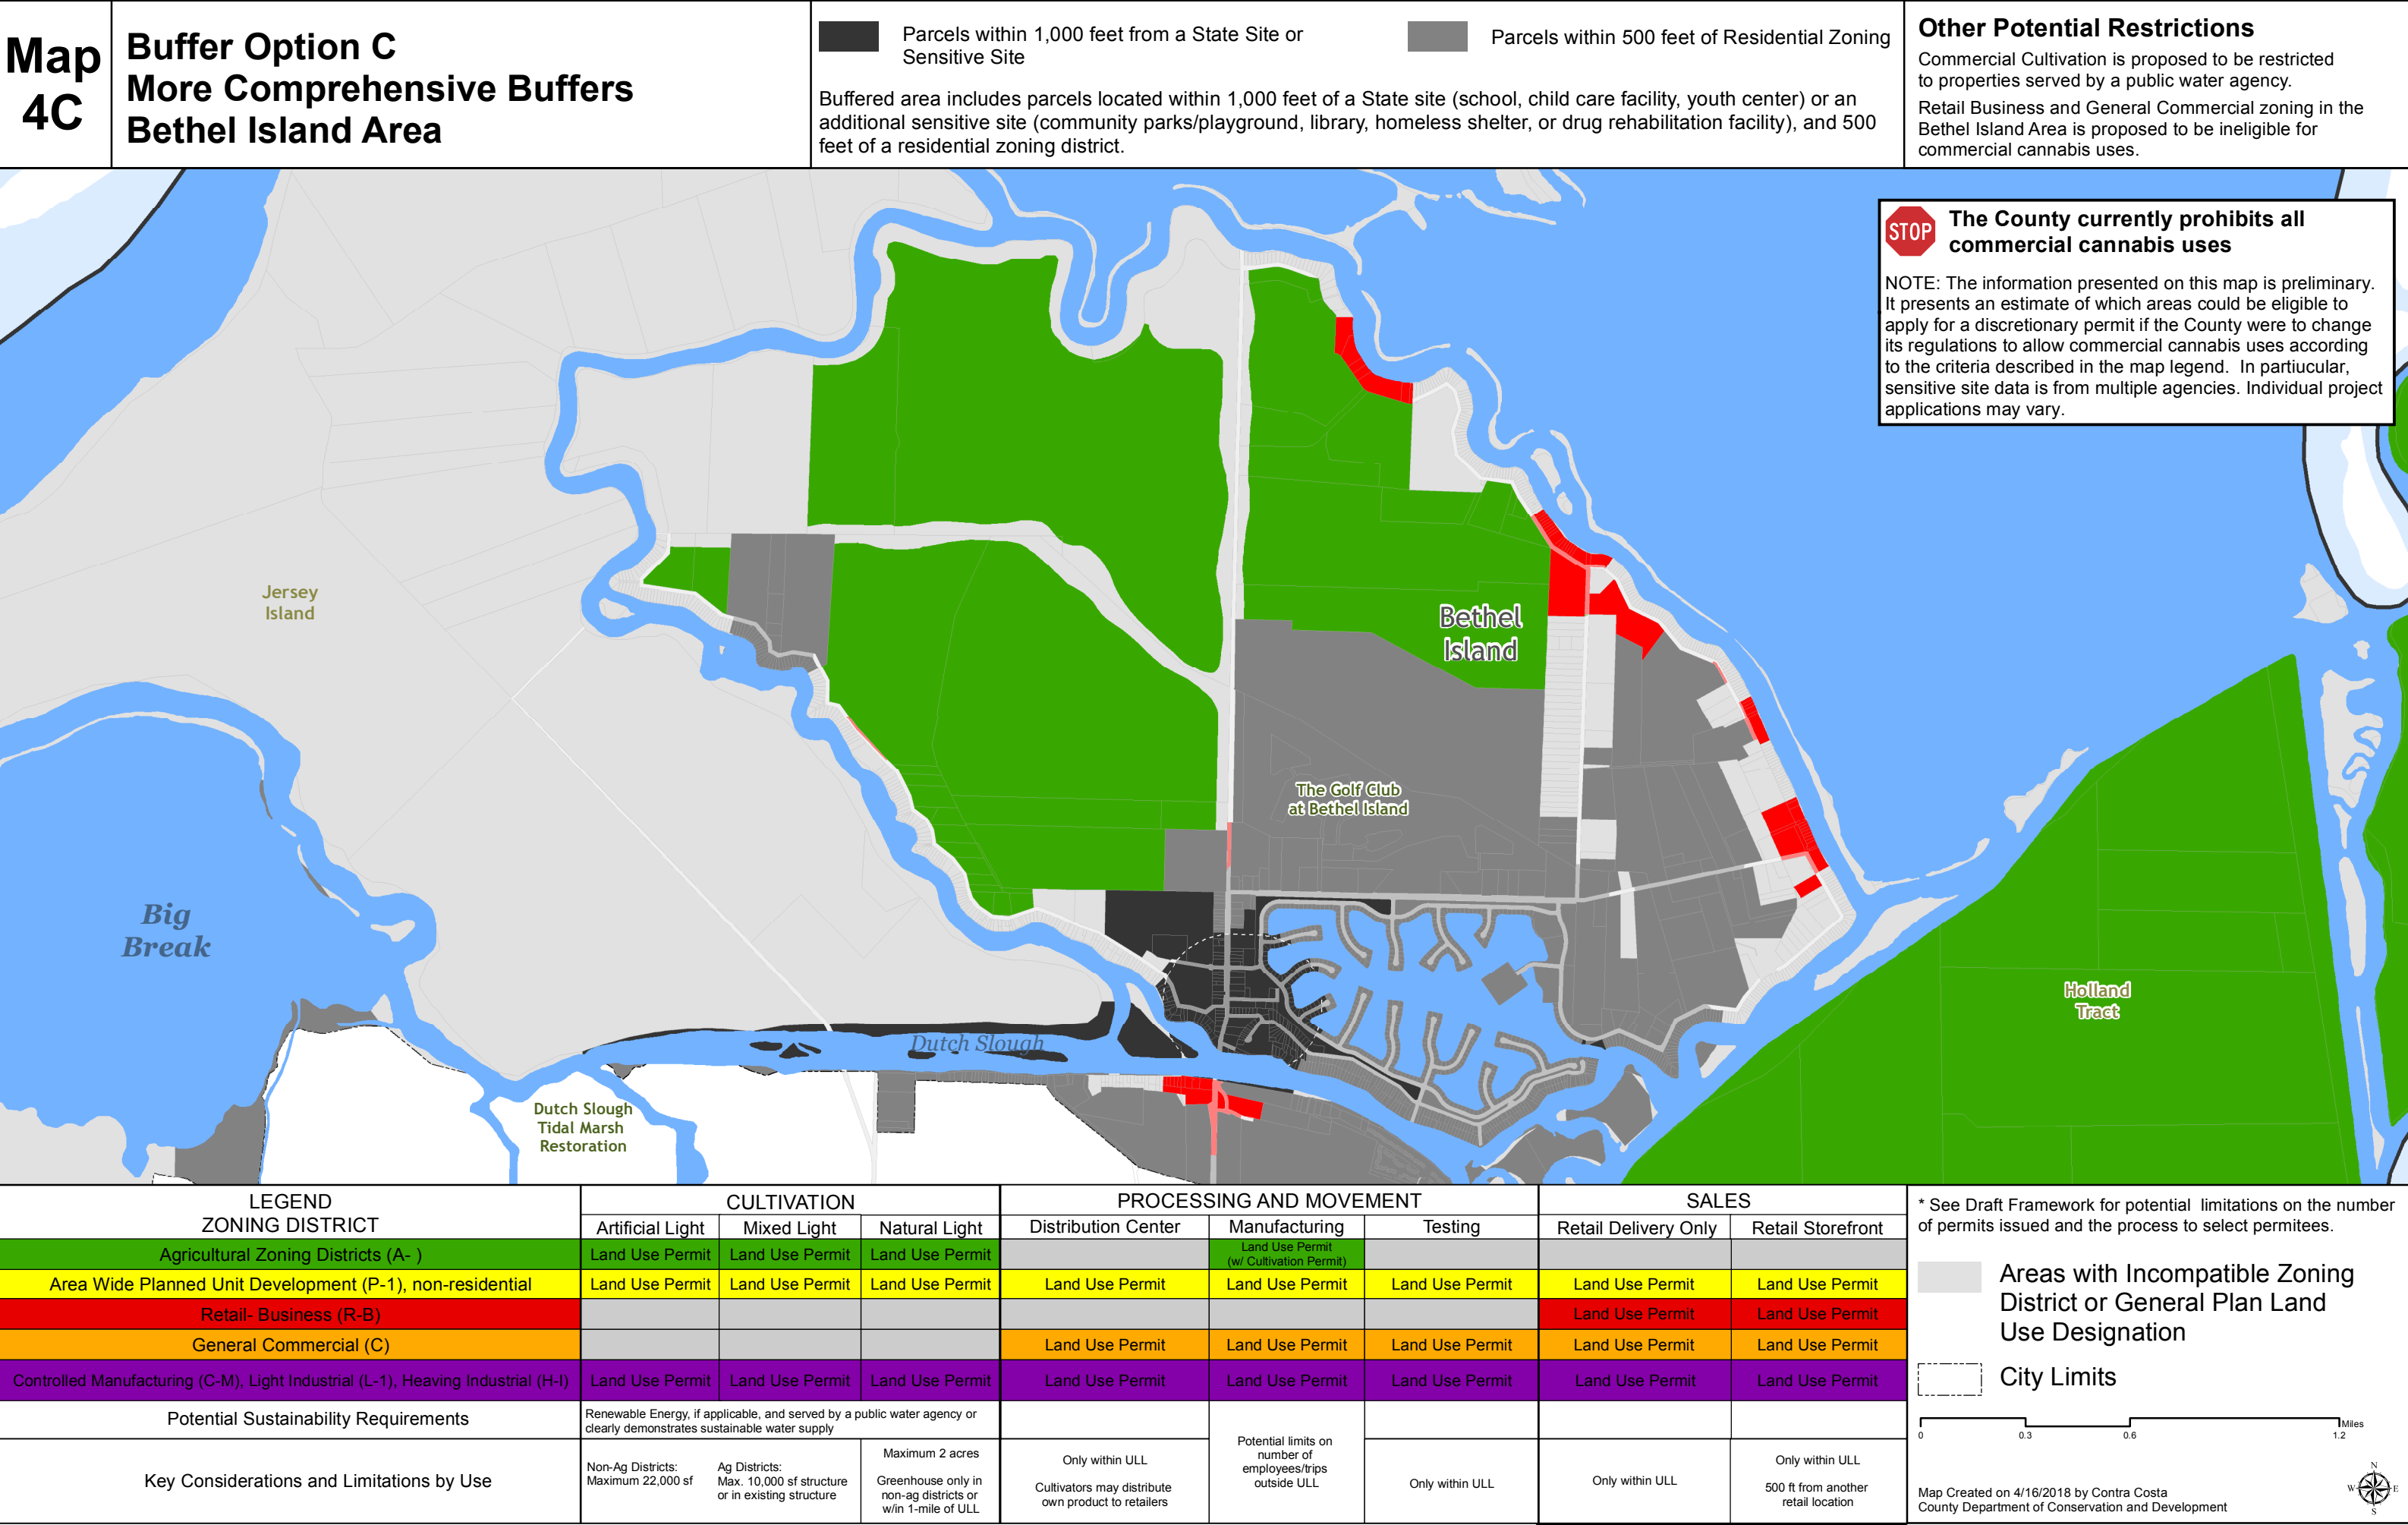 Map
4C
Buffer Option C
More Comprehensive Buffers
Bethel Island Area
Parcels within 1,000 feet from a State Site or
Sensitive Site
Parcels within 500 feet of Residential Zoning
Buffered area includes parcels located within 1,000 feet of a State site (school, child care facility, youth center) or an
additional sensitive site (community parks/playground, library, homeless shelter, or drug rehabilitation facility), and 500
feet of a residential zoning district.
Other Potential Restrictions
Commercial Cultivation is proposed to be restricted
to properties served by a public water agency.
Retail Business and General Commercial zoning in the
Bethel Island Area is proposed to be ineligible for
commercial cannabis uses.
STOP
The County currently prohibits all
commercial cannabis uses
NOTE: The information presented on this map is preliminary.
It presents an estimate of which areas could be eligible to
apply for a discretionary permit if the County were to change
its regulations to allow commercial cannabis uses according
to the criteria described in the map legend. In partiucular,
sensitive site data is from multiple agencies. Individual project
applications may vary.
Jersey
Island
Bethel
Island
The Golf Club
at Bethel Island
Big
Break
Holland
Tract
Dutch Slough
Dutch Slough
Tidal Marsh
Restoration
LEGEND
ZONING DISTRICT
CULTIVATION
PROCESSING AND MOVEMENT
SALES
Artificial Light Mixed Light Natural Light Distribution Center Manufacturing Testing Retail Delivery Only Retail Storefront
Agricultural Zoning Districts (A- ) Land Use Permit Land Use Permit Land Use Permit Land Use Permit
(w/ Cultivation Permit)
Area Wide Planned Unit Development (P-1), non-residential Land Use Permit Land Use Permit Land Use Permit Land Use Permit Land Use Permit Land Use Permit Land Use Permit Land Use Permit
Retail- Business (R-B) Land Use Permit Land Use Permit
General Commercial (C) Land Use Permit Land Use Permit Land Use Permit Land Use Permit Land Use Permit
Controlled Manufacturing (C-M), Light Industrial (L-1), Heaving Industrial (H-I) Land Use Permit Land Use Permit Land Use Permit Land Use Permit Land Use Permit Land Use Permit Land Use Permit Land Use Permit
Potential Sustainability Requirements
Renewable Energy, if applicable, and served by a public water agency or
clearly demonstrates sustainable water supply
Key Considerations and Limitations by Use
Non-Ag Districts:
Maximum 22,000 sf
Ag Districts:
Max. 10,000 sf structure
or in existing structure
Maximum 2 acres
Greenhouse only in
non-ag districts or
w/in 1-mile of ULL
Only within ULL
Cultivators may distribute
own product to retailers
Potential limits on
number of
employees/trips
outside ULL
Only within ULL
Only within ULL
Only within ULL
500 ft from another
retail location
* See Draft Framework for potential limitations on the number
of permits issued and the process to select permitees.
Areas with Incompatible Zoning
District or General Plan Land
Use Designation
City Limits
Miles
0 0.3 0.6 1.2
Map Created on 4/16/2018 by Contra Costa
County Department of Conservation and Development
N
W E
S